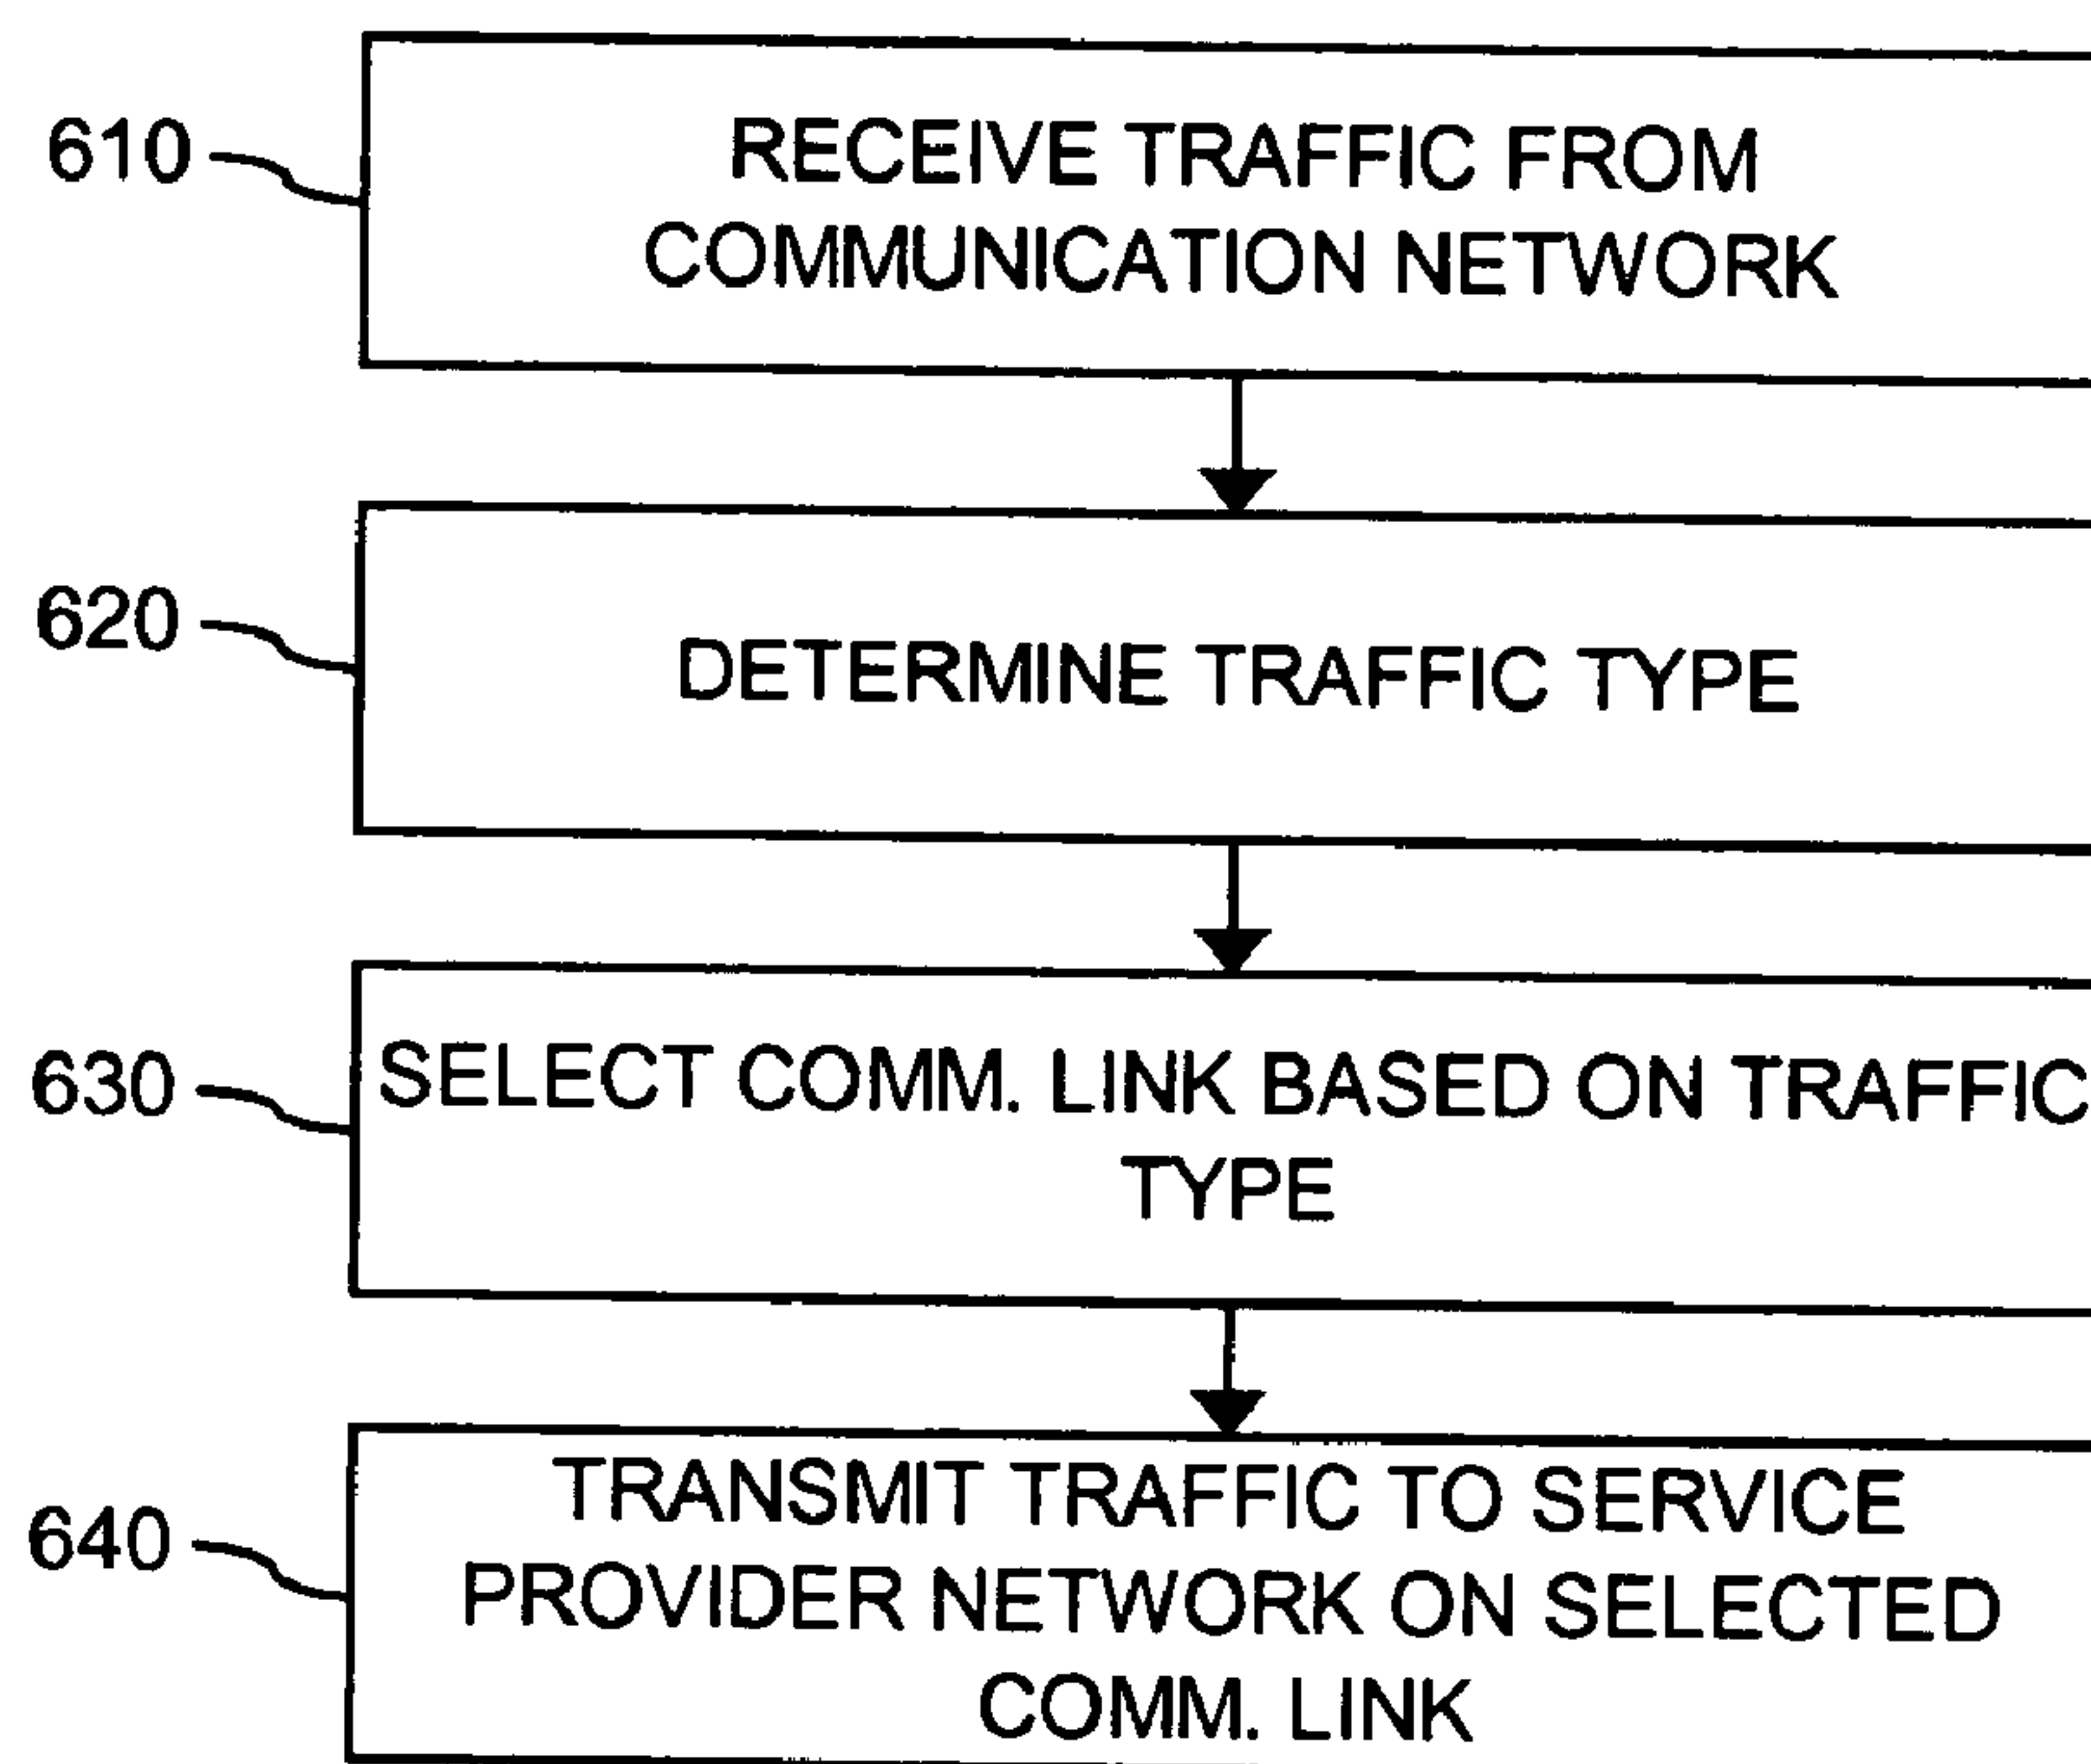 610
RECEIVE TRAFFIC FROM
COMMUNICATION NETWORK
620
DETERMINE TRAFFIC TYPE
630
SELECT COMM. LINK BASED ON TRAFFIC
TYPE
640
TRANSMIT TRAFFIC TO SERVICE
PROVIDER NETWORK ON SELECTED
COMM. LINK